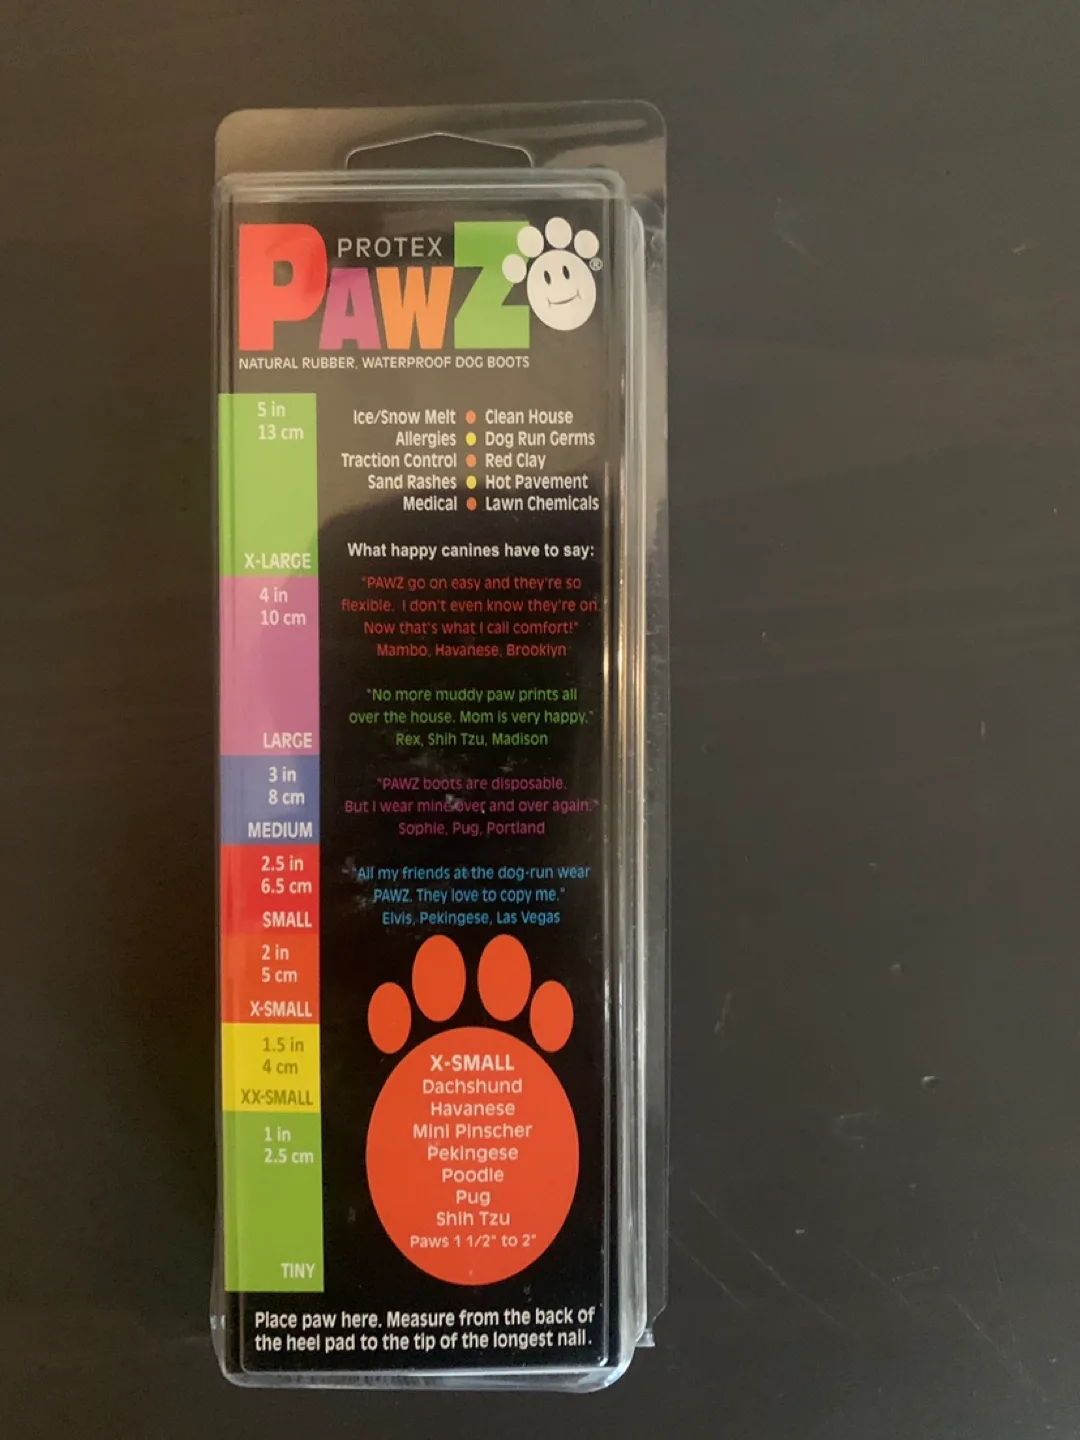 PROTEX
PAWZ®
NATURAL RUBBER, WATERPROOF DOG BOOTS
5 in
13 cm
X-LARGE
4 in
10 cm
LARGE
3 in
8 cm
MEDIUM
2.5 in
6.5 cm
SMALL
2 in
5 cm
X-SMALL
1.5 in
4 cm
XX-SMALL
1 in
2.5 cm
TINY
Ice/Snow Melt • Clean House
Allergies • Dog Run Germs
Traction Control • Red Clay
Sand Rashes • Hot Pavement
Medical • Lawn Chemicals
What happy canines have to say:
"PAWZ go on easy and they're so
flexible. I don't even know they're on.
Now that's what I call comfort!"
Mambo, Havanese, Brooklyn
"No more muddy paw prints all
over the house. Mom is very happy."
Rex, Shih Tzu, Madison
"PAWZ boots are disposable.
But I wear mine over and over again."
Sophie, Pug, Portland
"All my friends at the dog-run wear
PAWZ. They love to copy me."
Elvis, Pekingese, Las Vegas
X-SMALL
Dachshund
Havanese
Mini Pinscher
Pekingese
Poodle
Pug
Shih Tzu
Paws 1 1/2" to 2"
Place paw here. Measure from the back of
the heel pad to the tip of the longest nail.